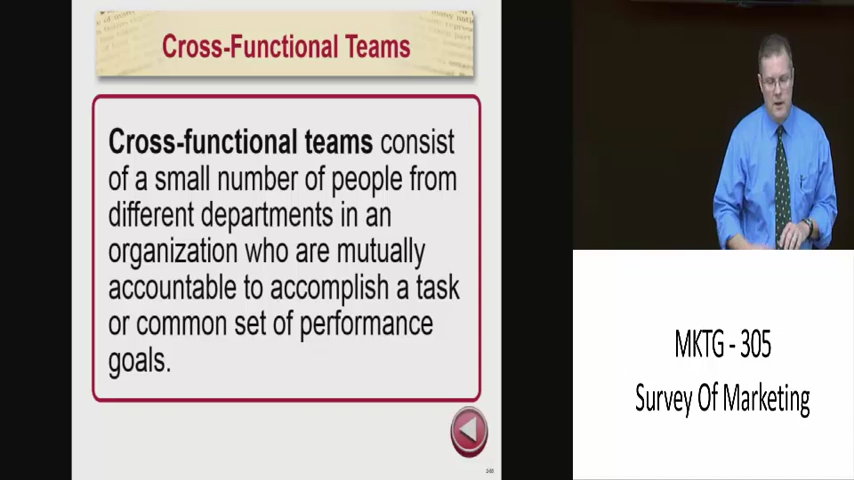 Cross-Functional Teams
Cross-functional teams consist
of a small number of people from
different departments in an
organization who are mutually
accountable to accomplish a task
or common set of performance
goals.
MKTG - 305
Survey Of Marketing